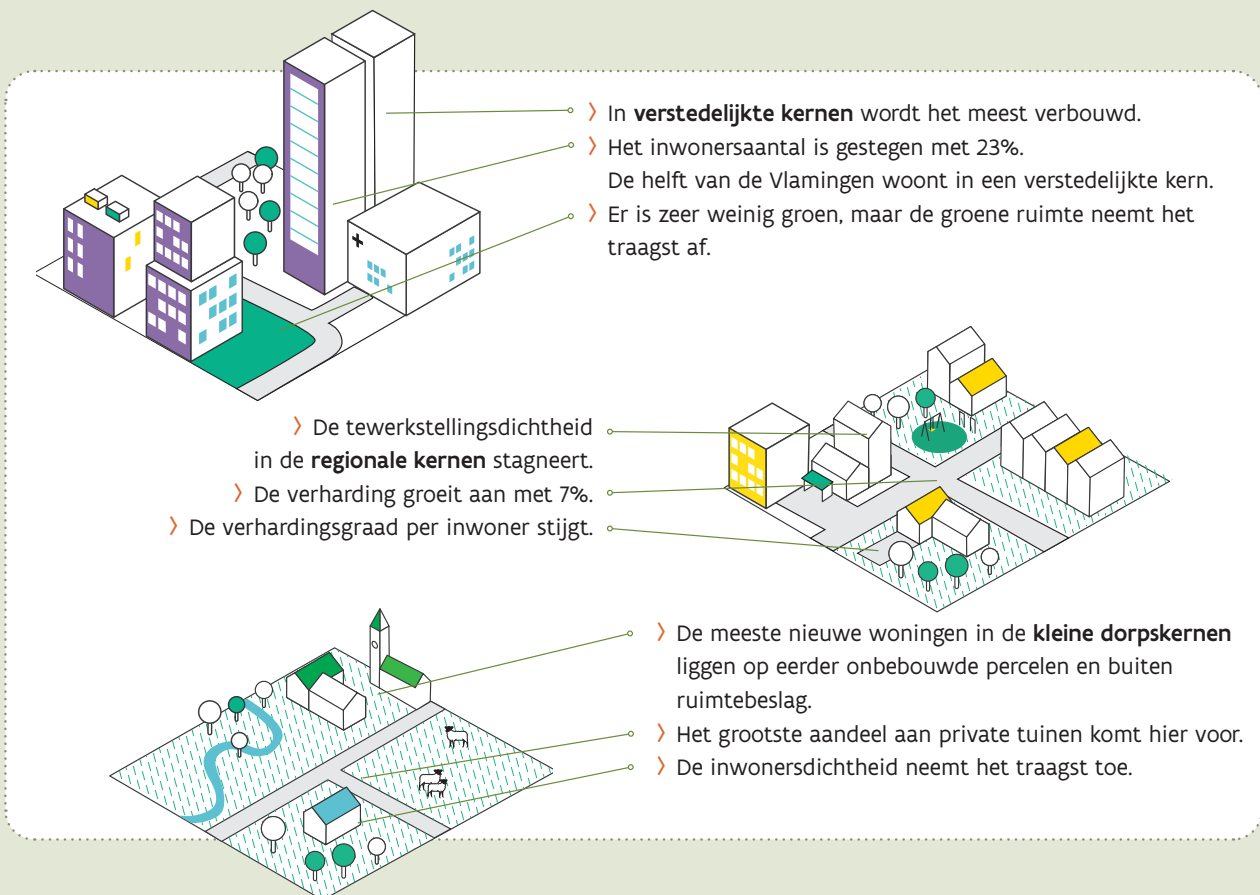 〉 In verstedelijkte kernen wordt het meest verbouwd.
〉 Het inwonersaantal is gestegen met 23%.
De helft van de Vlamingen woont in een verstedelijkte kern.
〉 Er is zeer weinig groen, maar de groene ruimte neemt het
traagst af.
〉 De tewerkstellingsdichtheid
in de regionale kernen stagneert.
〉 De verharding groeit aan met 7%.
〉 De verhardingsgraad per inwoner stijgt.
〉 De meeste nieuwe woningen in de kleine dorpskernen
liggen op eerder onbebouwde percelen en buiten
ruimtebeslag.
〉 Het grootste aandeel aan private tuinen komt hier voor.
〉 De inwonersdichtheid neemt het traagst toe.